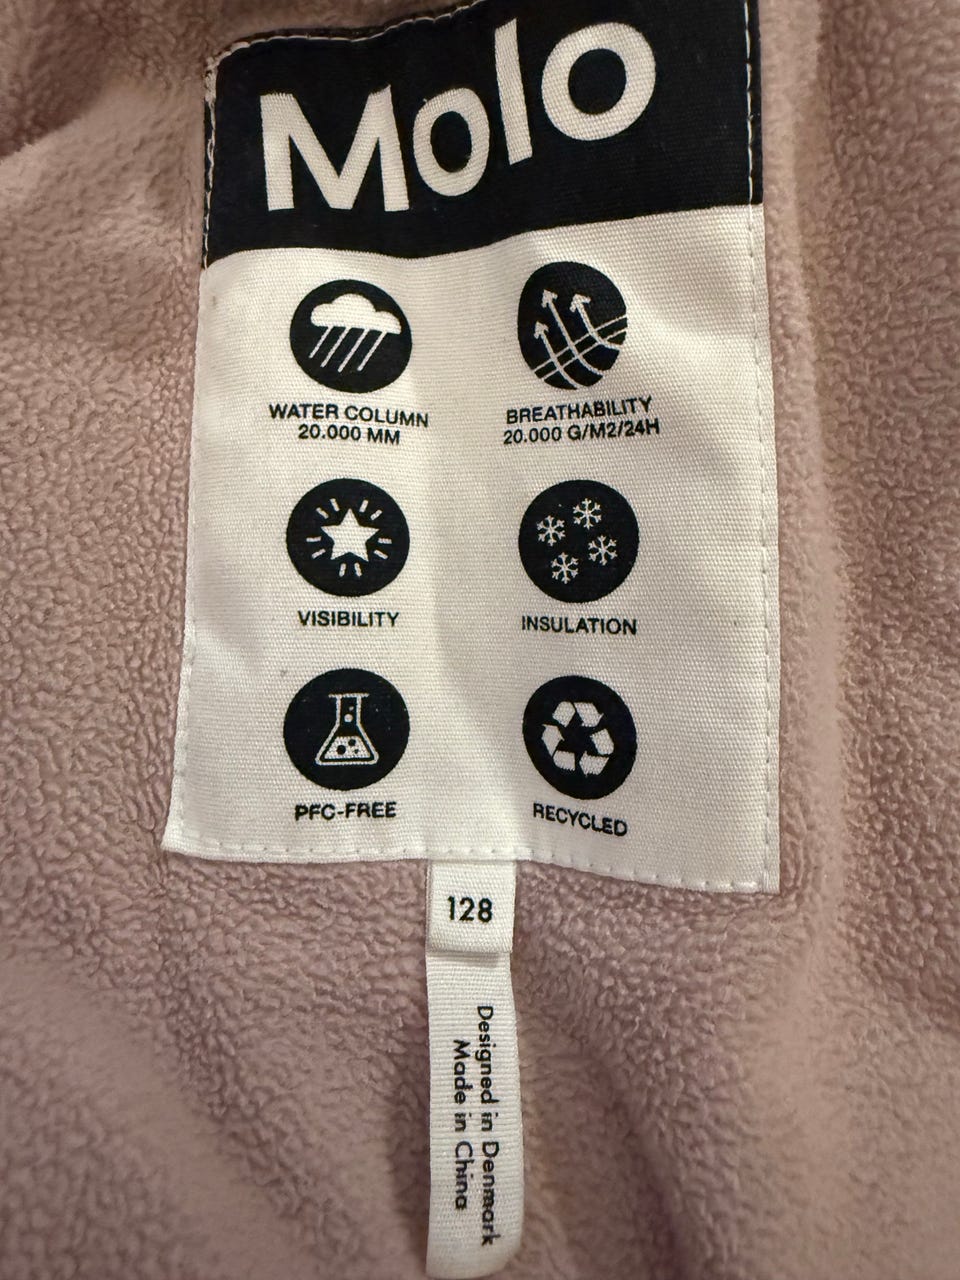 Molo
WATER COLUMN
20.000 MM
BREATHABILITY
20.000 G/M2/24H
VISIBILITY
INSULATION
PFC-FREE
RECYCLED
128
Designed in Denmark
Made in China